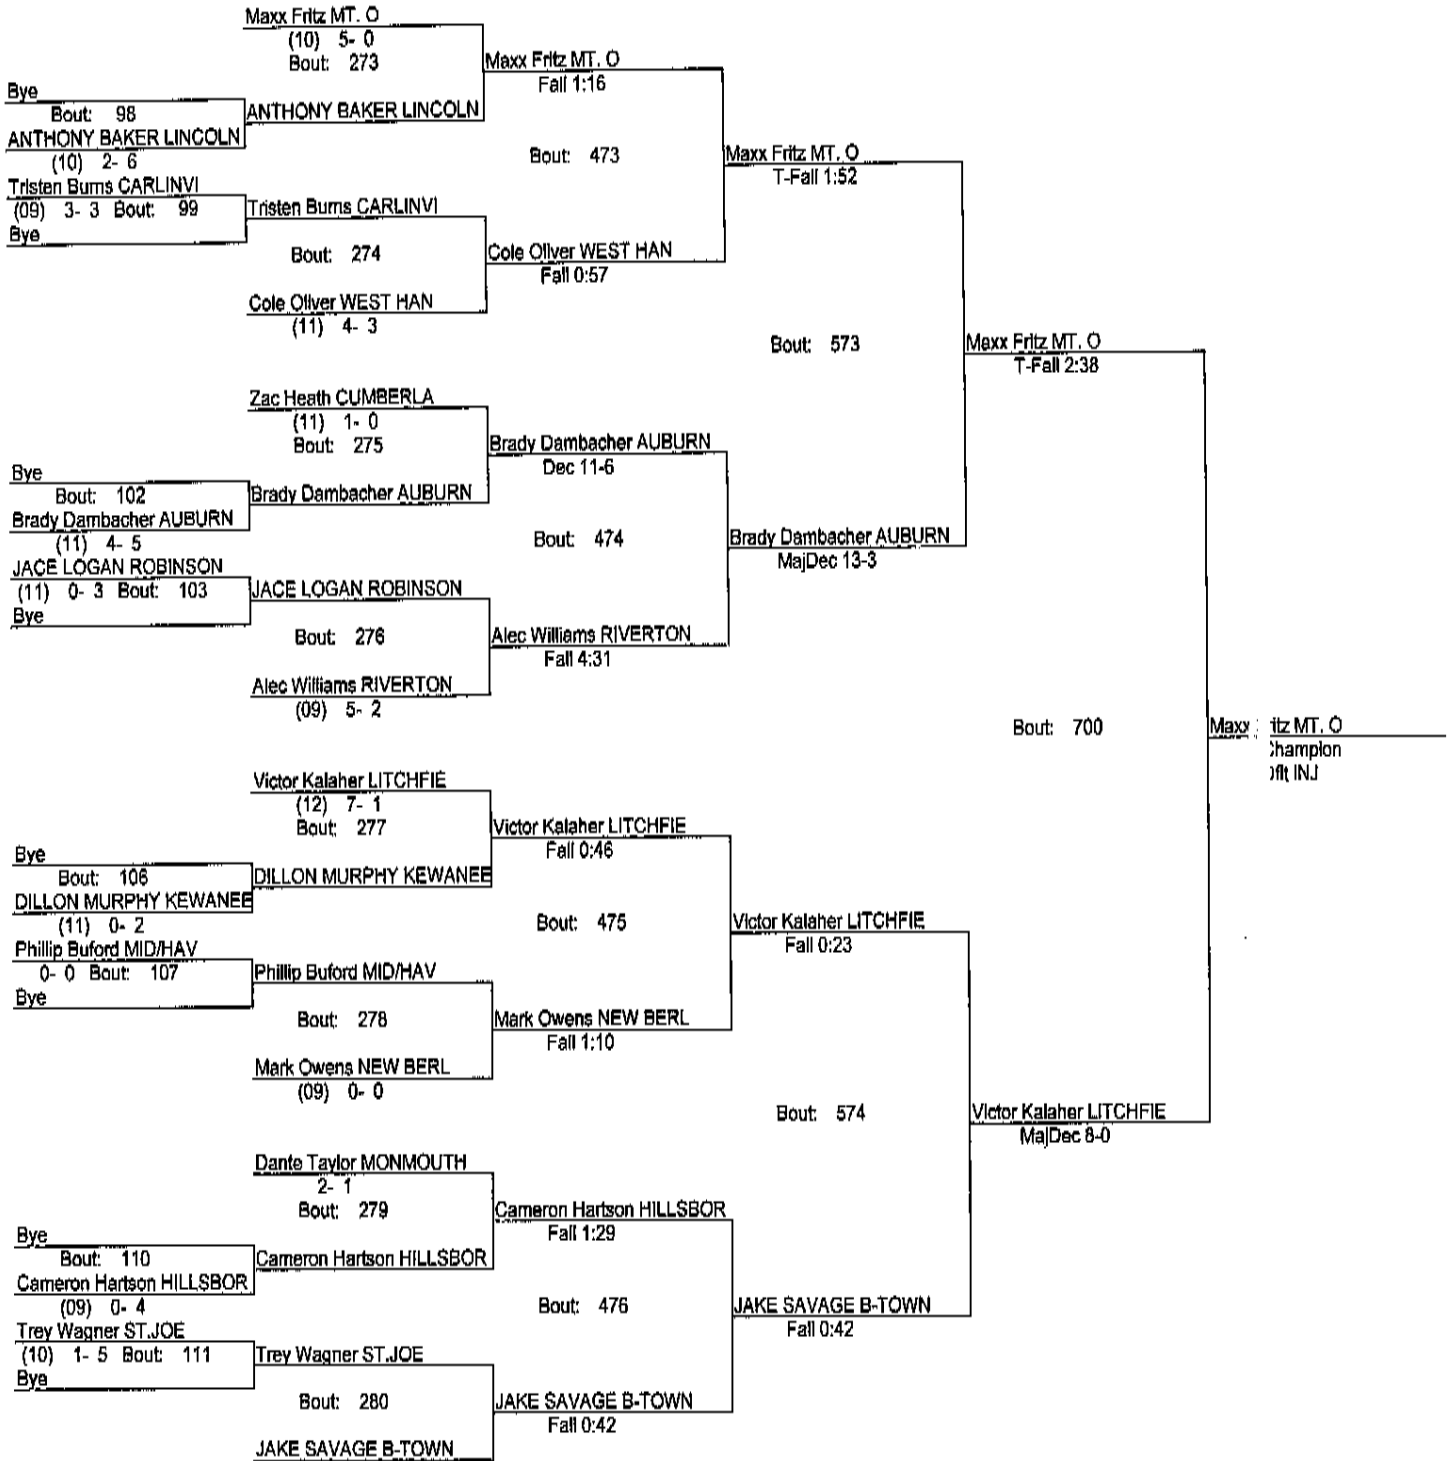 Maxx Fritz MT. O
(10) 5- 0
Bout: 273
Maxx Fritz MT. O
Fall 1:16
Bye
Bout: 98
ANTHONY BAKER LINCOLN
ANTHONY BAKER LINCOLN
(10) 2- 6
Bout: 473
Maxx Fritz MT. O
T-Fall 1:52
Tristen Burns CARLINVI
(09) 3- 3 Bout: 99
Bye
Tristen Burns CARLINVI
Bout: 274
Cole Oliver WEST HAN
Fall 0:57
Cole Oliver WEST HAN
(11) 4- 3
Bout: 573
Maxx Fritz MT. O
T-Fall 2:38
Zac Heath CUMBERLA
(11) 1- 0
Bout: 275
Brady Dambacher AUBURN
Dec 11-6
Bye
Bout: 102
Brady Dambacher AUBURN
Brady Dambacher AUBURN
(11) 4- 5
Bout: 474
Brady Dambacher AUBURN
MajDec 13-3
JACE LOGAN ROBINSON
(11) 0- 3 Bout: 103
Bye
JACE LOGAN ROBINSON
Bout: 276
Alec Williams RIVERTON
Fall 4:31
Alec Williams RIVERTON
(09) 5- 2
Bout: 700
Maxx itz MT. O
hampion
fit INJ
Victor Kalaher LITCHFIE
(12) 7- 1
Bout: 277
Victor Kalaher LITCHFIE
Fall 0:46
Bye
Bout: 106
DILLON MURPHY KEWANEE
DILLON MURPHY KEWANEE
(11) 0- 2
Bout: 475
Victor Kalaher LITCHFIE
Fall 0:23
Phillip Buford MID/HAV
0- 0 Bout: 107
Bye
Phillip Buford MID/HAV
Bout: 278
Mark Owens NEW BERL
Fall 1:10
Mark Owens NEW BERL
(09) 0- 0
Bout: 574
Victor Kalaher LITCHFIE
MajDec 8-0
Dante Taylor MONMOUTH
2- 1
Bout: 279
Cameron Hartson HILLSBOR
Fall 1:29
Bye
Bout: 110
Cameron Hartson HILLSBOR
Cameron Hartson HILLSBOR
(09) 0- 4
Bout: 476
JAKE SAVAGE B-TOWN
Fall 0:42
Trey Wagner ST.JOE
(10) 1- 5 Bout: 111
Bye
Trey Wagner ST.JOE
Bout: 280
JAKE SAVAGE B-TOWN
Fall 0:42
JAKE SAVAGE B-TOWN